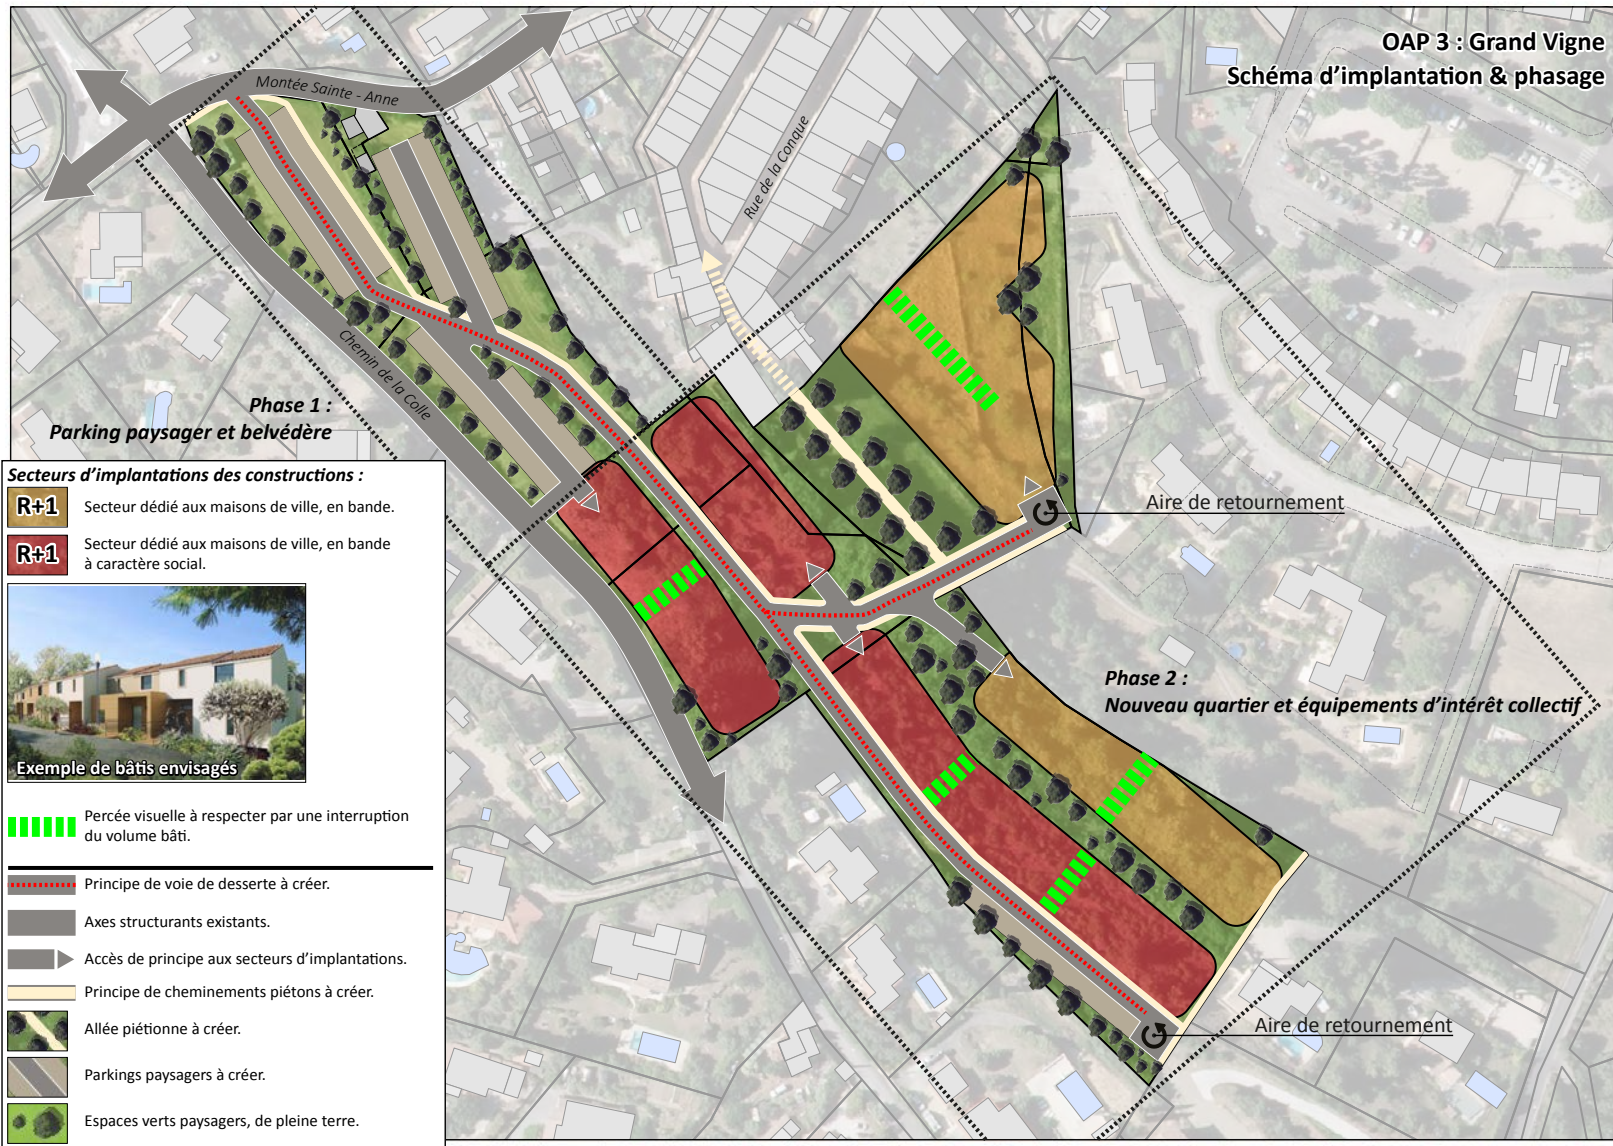 OAP 3 : Grand Vigne
Schéma d'implantation & phasage
Montée Sainte - Anne
Rue de la Conque
Chemin de la Colle
Phase 1 :
Parking paysager et belvédère
Secteurs d'implantations des constructions :
R+1 Secteur dédié aux maisons de ville, en bande.
R+1 Secteur dédié aux maisons de ville, en bande
à caractère social.
Exemple de bâtis envisagés
Percée visuelle à respecter par une interruption
du volume bâti.
Principe de voie de desserte à créer.
Axes structurants existants.
Accès de principe aux secteurs d'implantations.
Principe de cheminements piétons à créer.
Allée piétionne à créer.
Parkings paysagers à créer.
Espaces verts paysagers, de pleine terre.
Aire de retournement
Phase 2 :
Nouveau quartier et équipements d'intérêt collectif
Aire de retournement